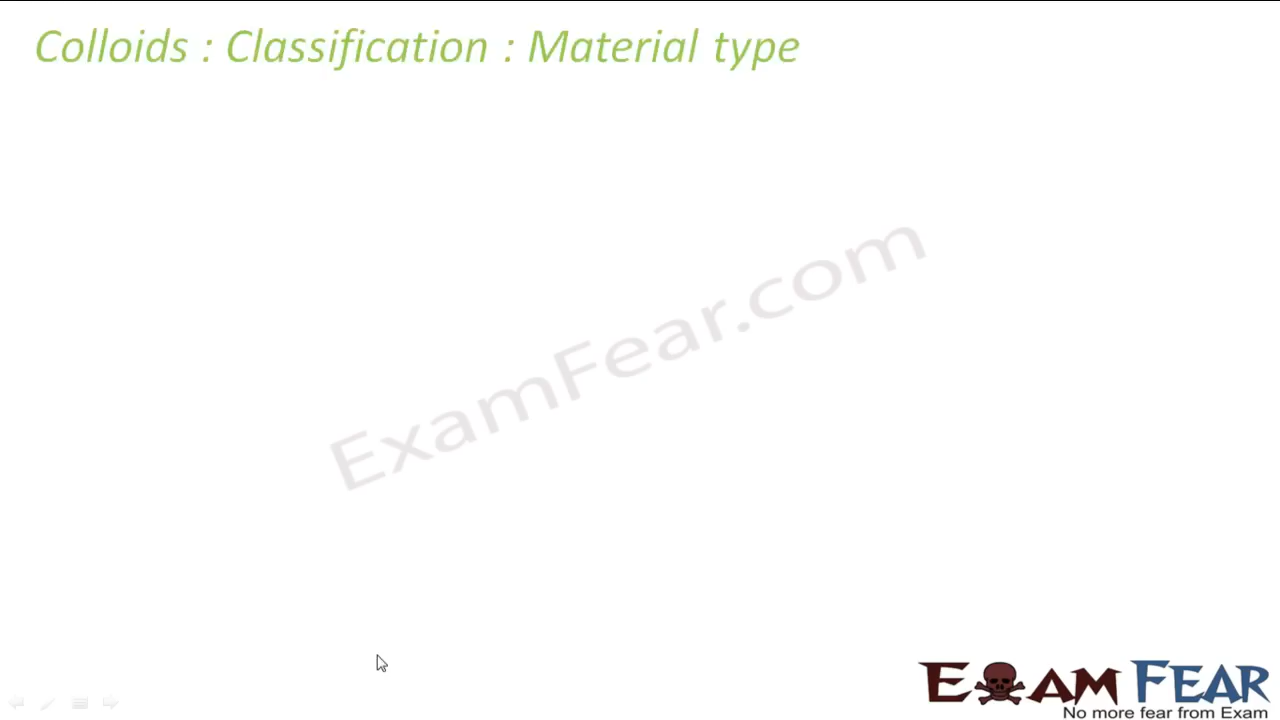 Colloids : Classification : Material type
ExamFear.com
EXAM FEAR
No more fear from Exam